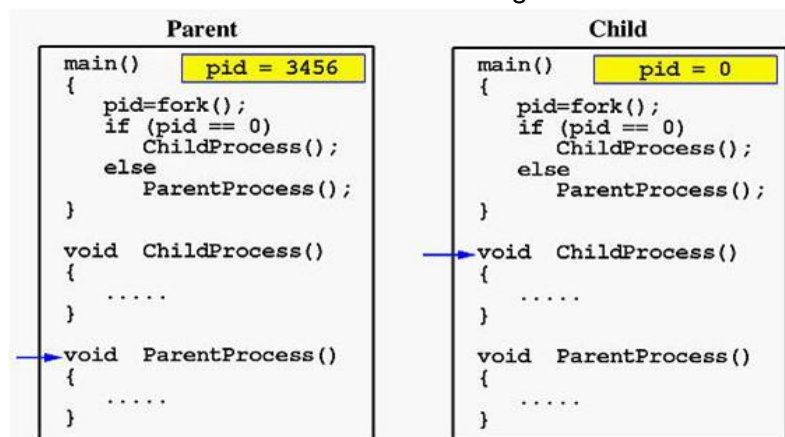 Parent
main()
pid = 3456
{
pid=fork();
if (pid == 0)
ChildProcess();
else
ParentProcess();
}
void ChildProcess()
{
.....
}
void ParentProcess()
{
.....
}
Child
main()
pid = 0
{
pid=fork();
if (pid == 0)
ChildProcess();
else
ParentProcess();
}
void ChildProcess()
{
.....
}
void ParentProcess()
{
.....
}